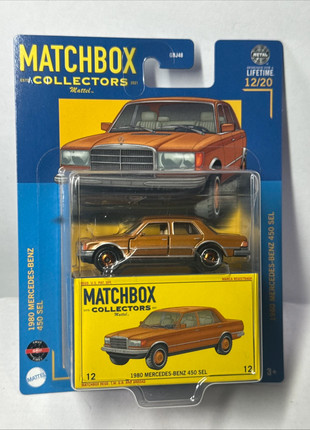 MATCHBOX
COLLECTORS
Mattel
LIFETIME
12/20
1980 MERCEDES-BENZ
450 SEL
1980 MERCEDES-BENZ 450 SEL
MATCHBOX
COLLECTORS
Mattel
1980 MERCEDES-BENZ 450 SEL
12
12
MATTEL